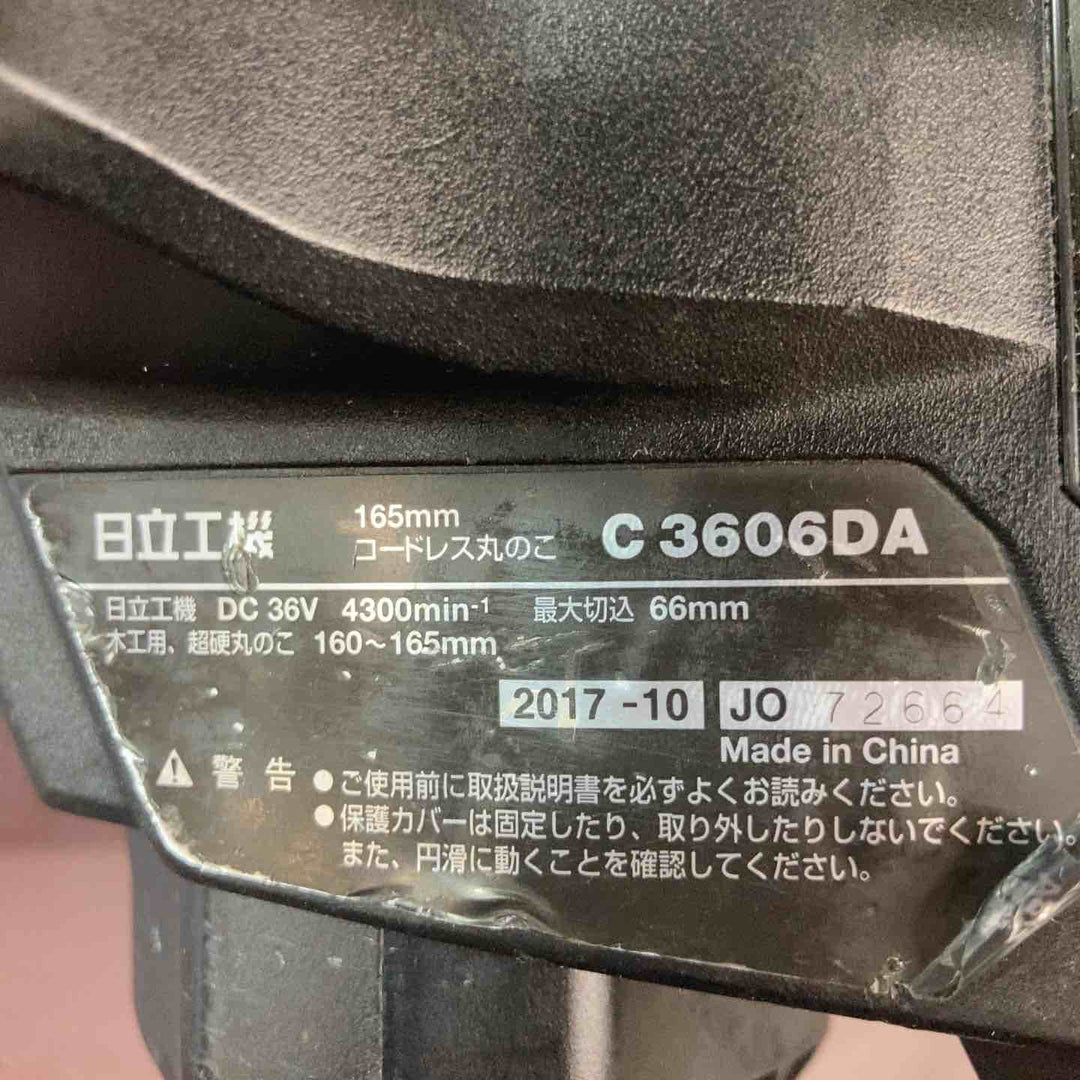 日立工機 165mm コードレス丸のこ C 3606DA
日立工機 DC 36V 4300min-1 最大切込 66mm
木工用、超硬丸のこ 160～165mm
2017 -10 JO 72664
Made in China
警 告 ●ご使用前に取扱説明書を必ずよくお読みください。
●保護カバーは固定したり、取り外したりしないでください。
また、円滑に動くことを確認してください。